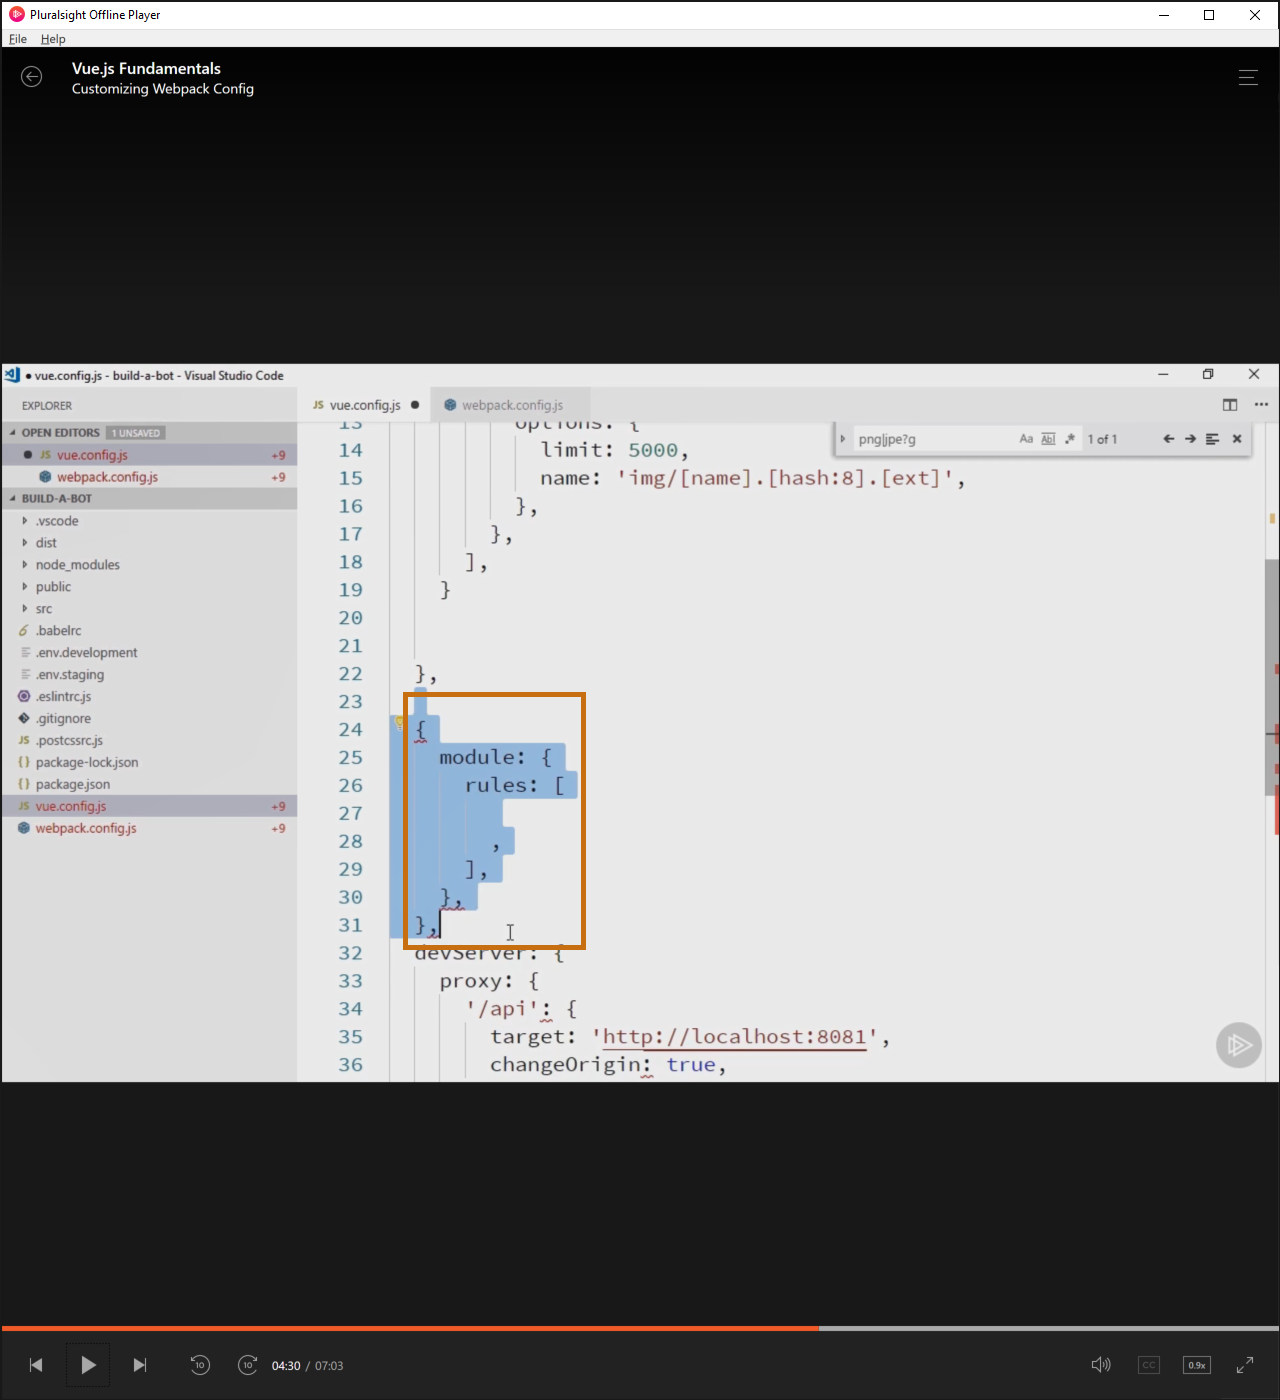 Pluralsight Offline Player
File Help
Vue.js Fundamentals
Customizing Webpack Config
● vue.config.js - build-a-bot - Visual Studio Code
EXPLORER
JS vue.config.js ●
webpack.config.js
OPEN EDITORS 1 UNSAVED
JS vue.config.js +9
webpack.config.js +9
BUILD-A-BOT
.vscode
dist
node_modules
public
src
.babelrc
.env.development
.env.staging
.eslintrc.js
.gitignore
JS .postcssrc.js
{ } package-lock.json
{ } package.json
JS vue.config.js +9
webpack.config.js +9
png|jpe?g Aa Abl .* 1 of 1
13 options: {
14 limit: 5000,
15 name: 'img/[name].[hash:8].[ext]',
16 },
17 },
18 ],
19 }
20
21
22 },
23
24 {
25 module: {
26 rules: [
27
28 ,
29 ],
30 },
31 },
32 devServer: {
33 proxy: {
34 '/api': {
35 target: 'http://localhost:8081',
36 changeOrigin: true,
10 10 04:30 / 07:03 CC 0.9x